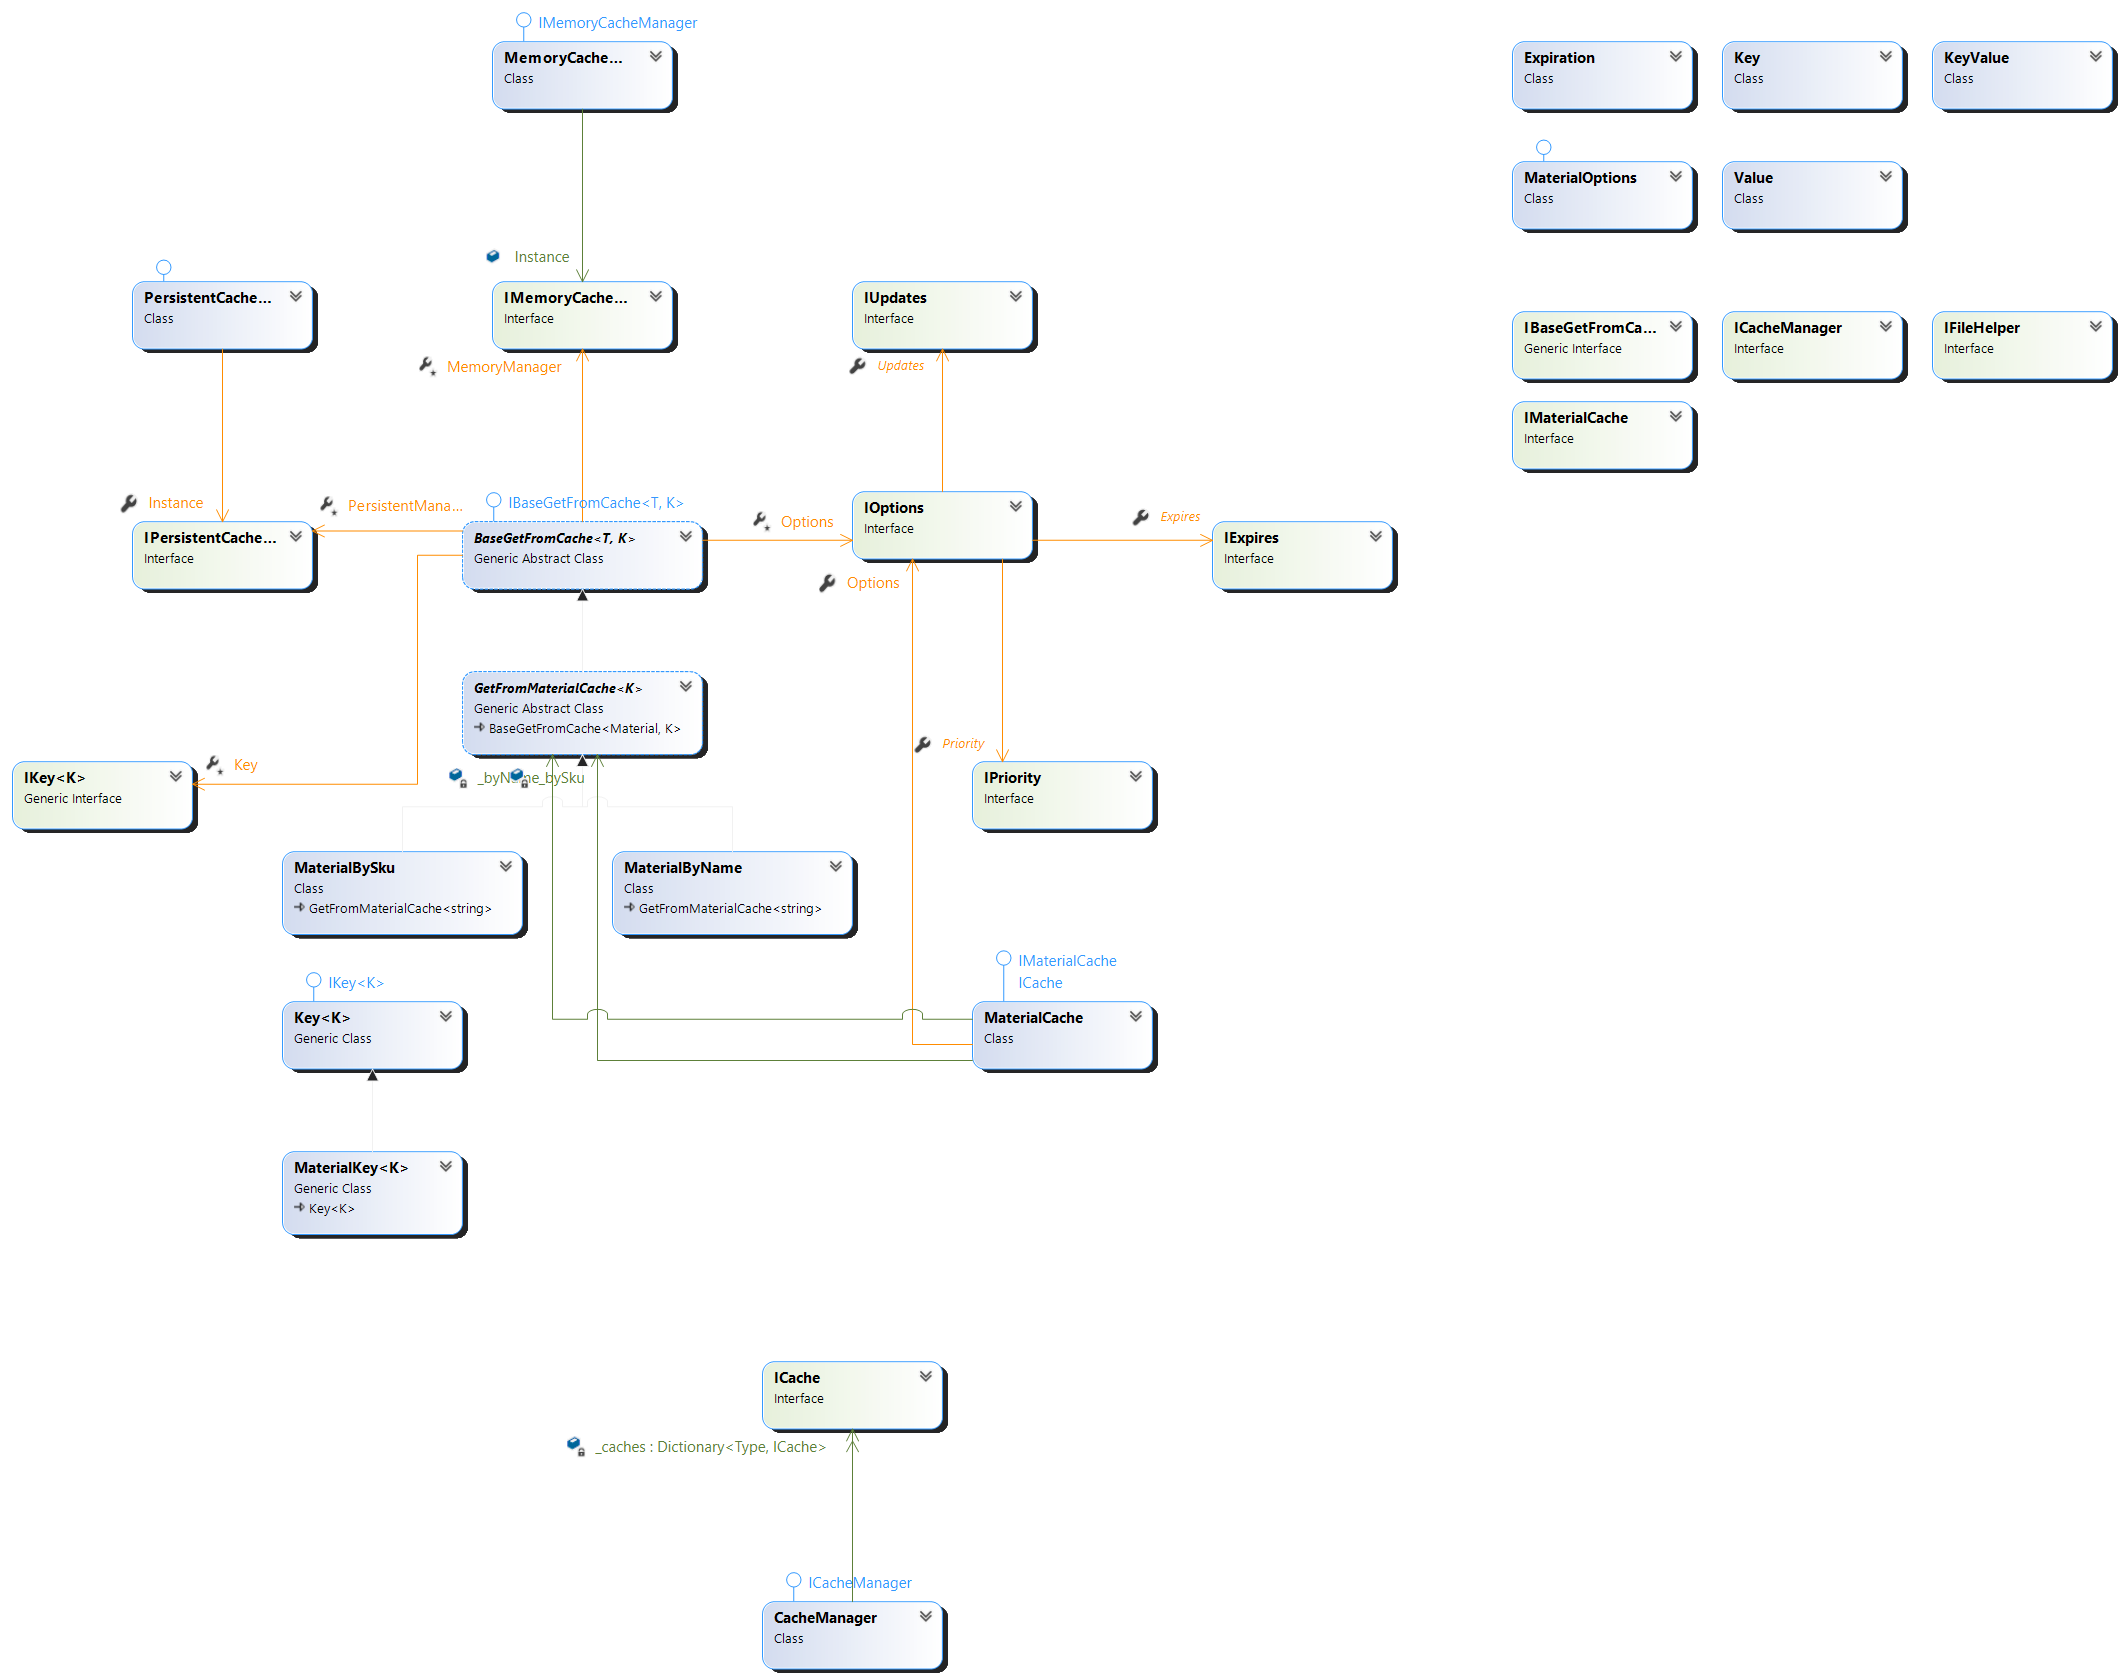 IMemoryCacheManager
MemoryCache...
Class
Expiration
Class
Key
Class
KeyValue
Class
MaterialOptions
Class
Value
Class
Instance
PersistentCache...
Class
IMemoryCache...
Interface
IUpdates
Interface
MemoryManager
Updates
IBaseGetFromCa...
Generic Interface
ICacheManager
Interface
IFileHelper
Interface
IMaterialCache
Interface
Instance
PersistentMana...
IBaseGetFromCache<T, K>
IPersistentCache...
Interface
BaseGetFromCache<T, K>
Generic Abstract Class
Options
IOptions
Interface
Expires
IExpires
Interface
Options
GetFromMaterialCache<K>
Generic Abstract Class
BaseGetFromCache<Material, K>
Priority
Key
IKey<K>
Generic Interface
_byName
_bySku
IPriority
Interface
MaterialBySku
Class
GetFromMaterialCache<string>
MaterialByName
Class
GetFromMaterialCache<string>
IMaterialCache
ICache
IKey<K>
Key<K>
Generic Class
MaterialCache
Class
MaterialKey<K>
Generic Class
Key<K>
ICache
Interface
_caches : Dictionary<Type, ICache>
ICacheManager
CacheManager
Class